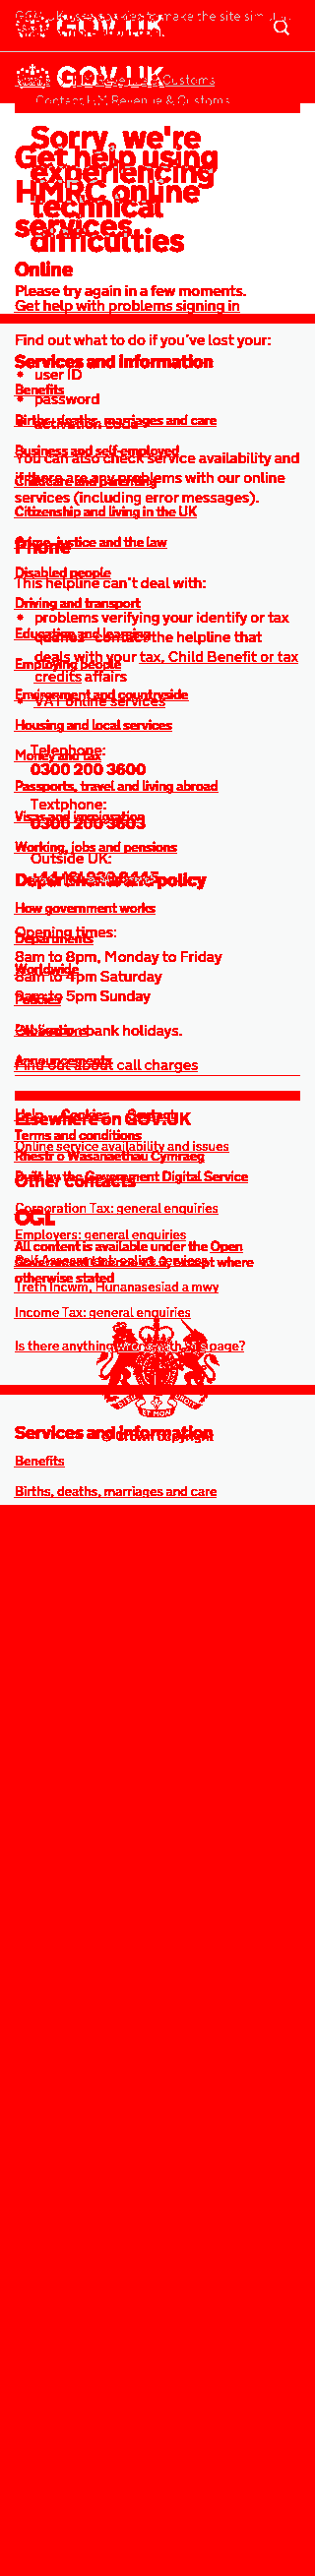 GOV.UK uses cookies to make the site simpler.
GOV.UK
HM Revenue & Customs
GOV.UK
Contact HM Revenue & Customs
Sorry, we're
Get help using
experiencing
HMRC online
technical
services
difficulties
Online
Please try again in a few moments.
Get help with problems signing in
Find out what to do if you've lost your:
Services and information
user ID
Benefits
password
Births, deaths, marriages and care
activation code
Business and self-employed
You can also check service availability and
if there are any problems with our online
Childcare and parenting
services (including error messages).
Citizenship and living in the UK
Crime, justice and the law
Phone
Disabled people
This helpline can't deal with:
Driving and transport
problems verifying your identify or tax
Education and learning
contact the helpline that
deals with your tax, Child Benefit or tax
Employing people
credits affairs
Environment and countryside
VAT online services
Housing and local services
Telephone:
Money and tax
0300 200 3600
Passports, travel and living abroad
Textphone:
Visas and immigration
0300 200 3603
Working, jobs and pensions
Outside UK:
Departments and policy
How government works
Opening times:
Departments
8am to 8pm, Monday to Friday
Worldwide
8am to 4pm Saturday
Policies
9am to 5pm Sunday
Publications
bank holidays.
Announcements
Find out about call charges
Help Cookies Contact
Elsewhere on GOV.UK
Terms and conditions
Online service availability and issues
Rhestr o Wasanaethau Cymraeg
Built by the Government Digital Service
Other contacts
Corporation Tax: general enquiries
OGL
Employers: general enquiries
All content is available under the Open
Government Licence v3.0, except where
Self Assessment: online services
otherwise stated
Treth Incwm, Hunanasesiad a mwy
Income Tax: general enquiries
Is there anything wrong with this page?
Services and information
© Crown copyright
Benefits
Births, deaths, marriages and care